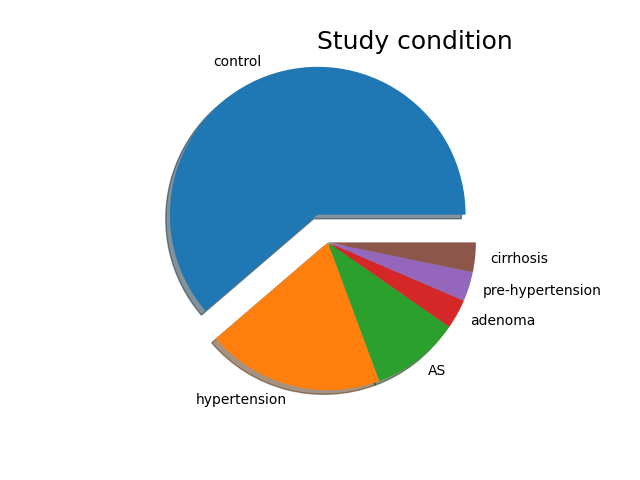 Study condition
control
cirrhosis
pre-hypertension
adenoma
AS
hypertension